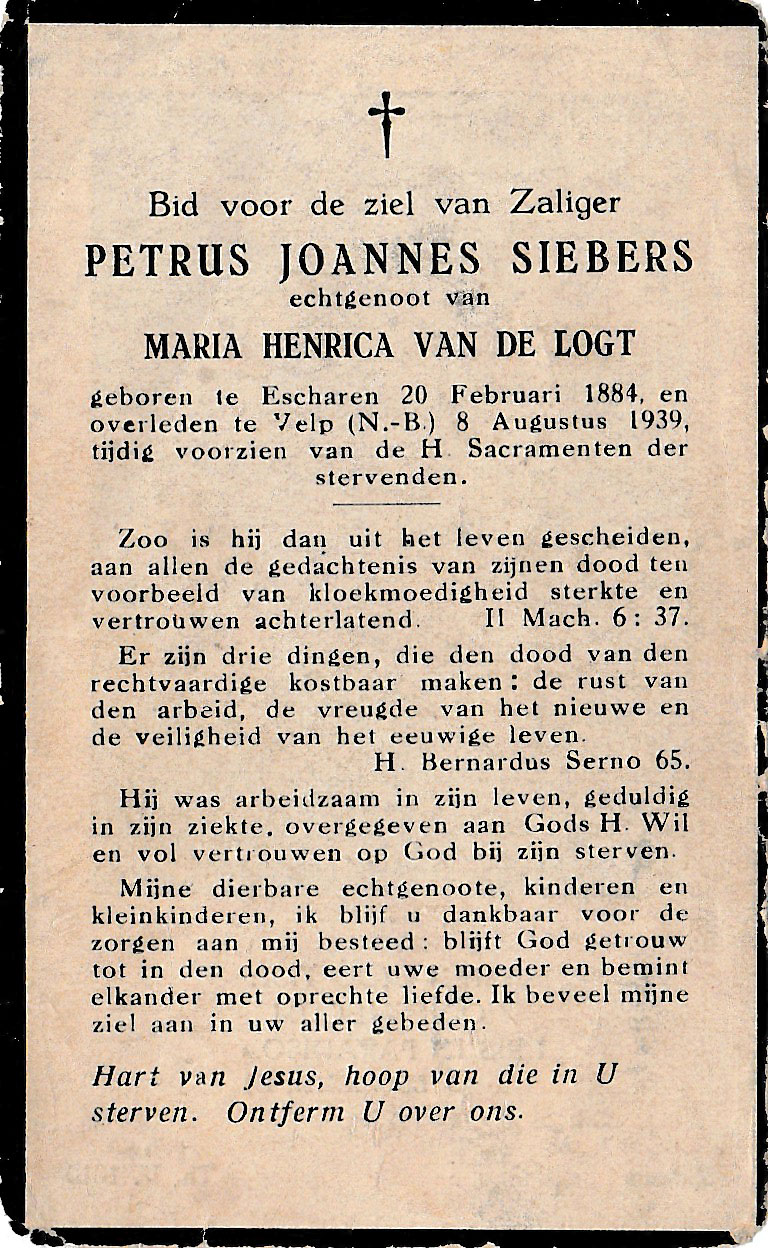 Bid voor de ziel van Zaliger
PETRUS JOANNES SIEBERS
echtgenoot van
MARIA HENRICA VAN DE LOGT
geboren te Escharen 20 Februari 1884, en
overleden te Velp (N.-B.) 8 Augustus 1939,
tijdig voorzien van de H. Sacramenten der
stervenden.
Zoo is hij dan uit het leven gescheiden,
aan allen de gedachtenis van zijnen dood ten
voorbeeld van kloekmoedigheid sterkte en
vertrouwen achterlatend. II Mach. 6: 37.
Er zijn drie dingen, die den dood van den
rechtvaardige kostbaar maken: de rust van
den arbeid, de vreugde van het nieuwe en
de veiligheid van het eeuwige leven.
H. Bernardus Serno 65.
Hij was arbeidzaam in zijn leven, geduldig
in zijn ziekte, overgegeven aan Gods H. Wil
en vol vertrouwen op God bij zijn sterven.
Mijne dierbare echtgenoote, kinderen en
kleinkinderen, ik blijf u dankbaar voor de
zorgen aan mij besteed: blijft God getrouw
tot in den dood, eert uwe moeder en bemint
elkander met oprechte liefde. Ik beveel mijne
ziel aan in uw aller gebeden.
Hart van Jesus, hoop van die in U
sterven. Ontferm U over ons.